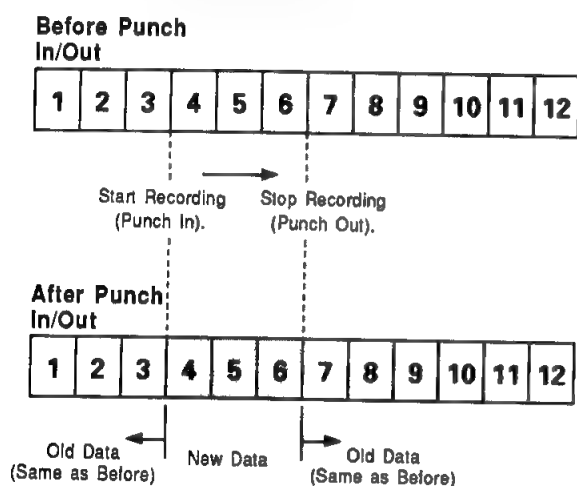 Before Punch
In/Out
1 2 3 4 5 6 7 8 9 10 11 12
Start Recording
(Punch In).
Stop Recording
(Punch Out).
After Punch
In/Out
1 2 3 4 5 6 7 8 9 10 11 12
Old Data
(Same as Before)
New Data
Old Data
(Same as Before)